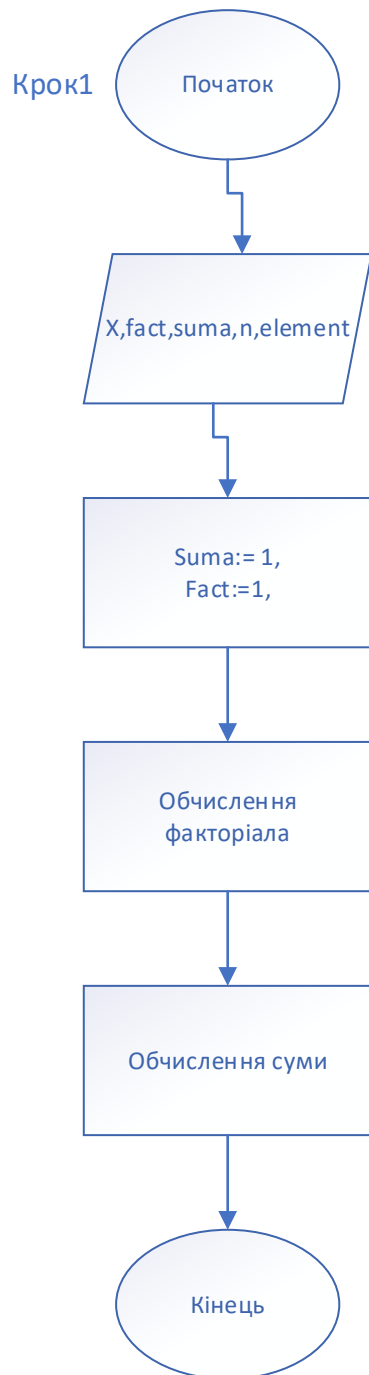 Крок1
Початок
X,fact,suma,n,element
Suma:= 1,
Fact:=1,
Обчислення
факторіала
Обчислення суми
Кінець